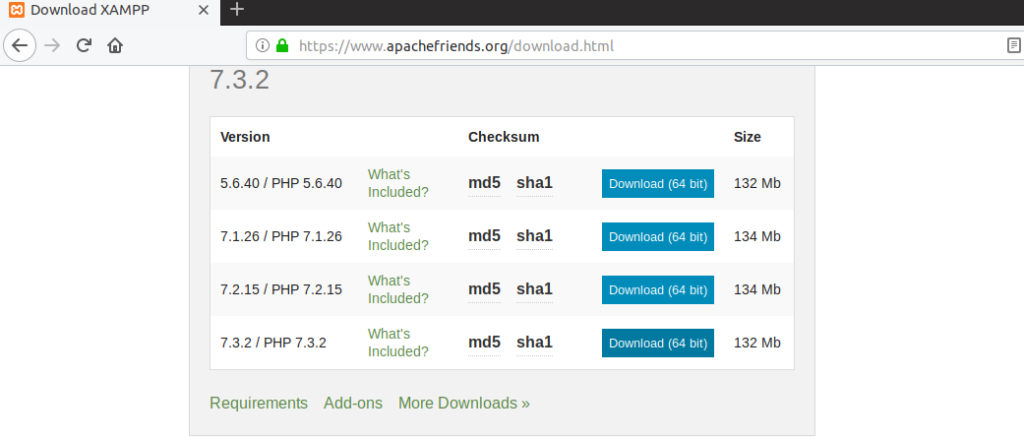 Download XAMPP
https://www.apachefriends.org/download.html
7.3.2
Version Checksum Size
5.6.40 / PHP 5.6.40 What's Included? md5 sha1 Download (64 bit) 132 Mb
7.1.26 / PHP 7.1.26 What's Included? md5 sha1 Download (64 bit) 134 Mb
7.2.15 / PHP 7.2.15 What's Included? md5 sha1 Download (64 bit) 134 Mb
7.3.2 / PHP 7.3.2 What's Included? md5 sha1 Download (64 bit) 132 Mb
Requirements Add-ons More Downloads »